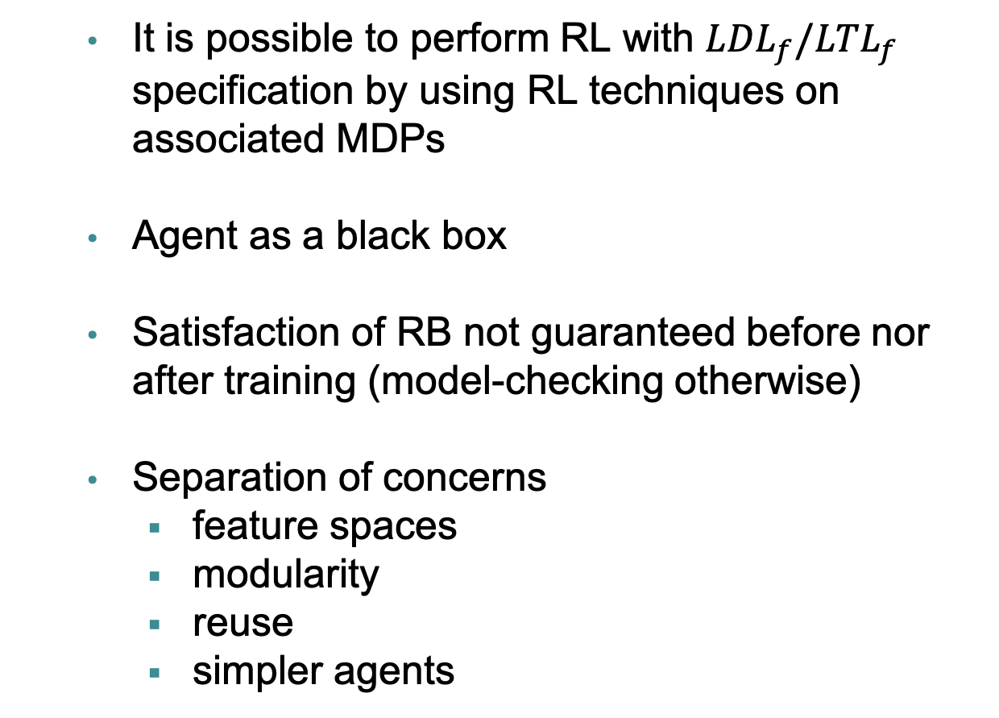 • It is possible to perform RL with LDL_f/LTL_f
specification by using RL techniques on
associated MDPs
• Agent as a black box
• Satisfaction of RB not guaranteed before nor
after training (model-checking otherwise)
• Separation of concerns
▪ feature spaces
▪ modularity
▪ reuse
▪ simpler agents